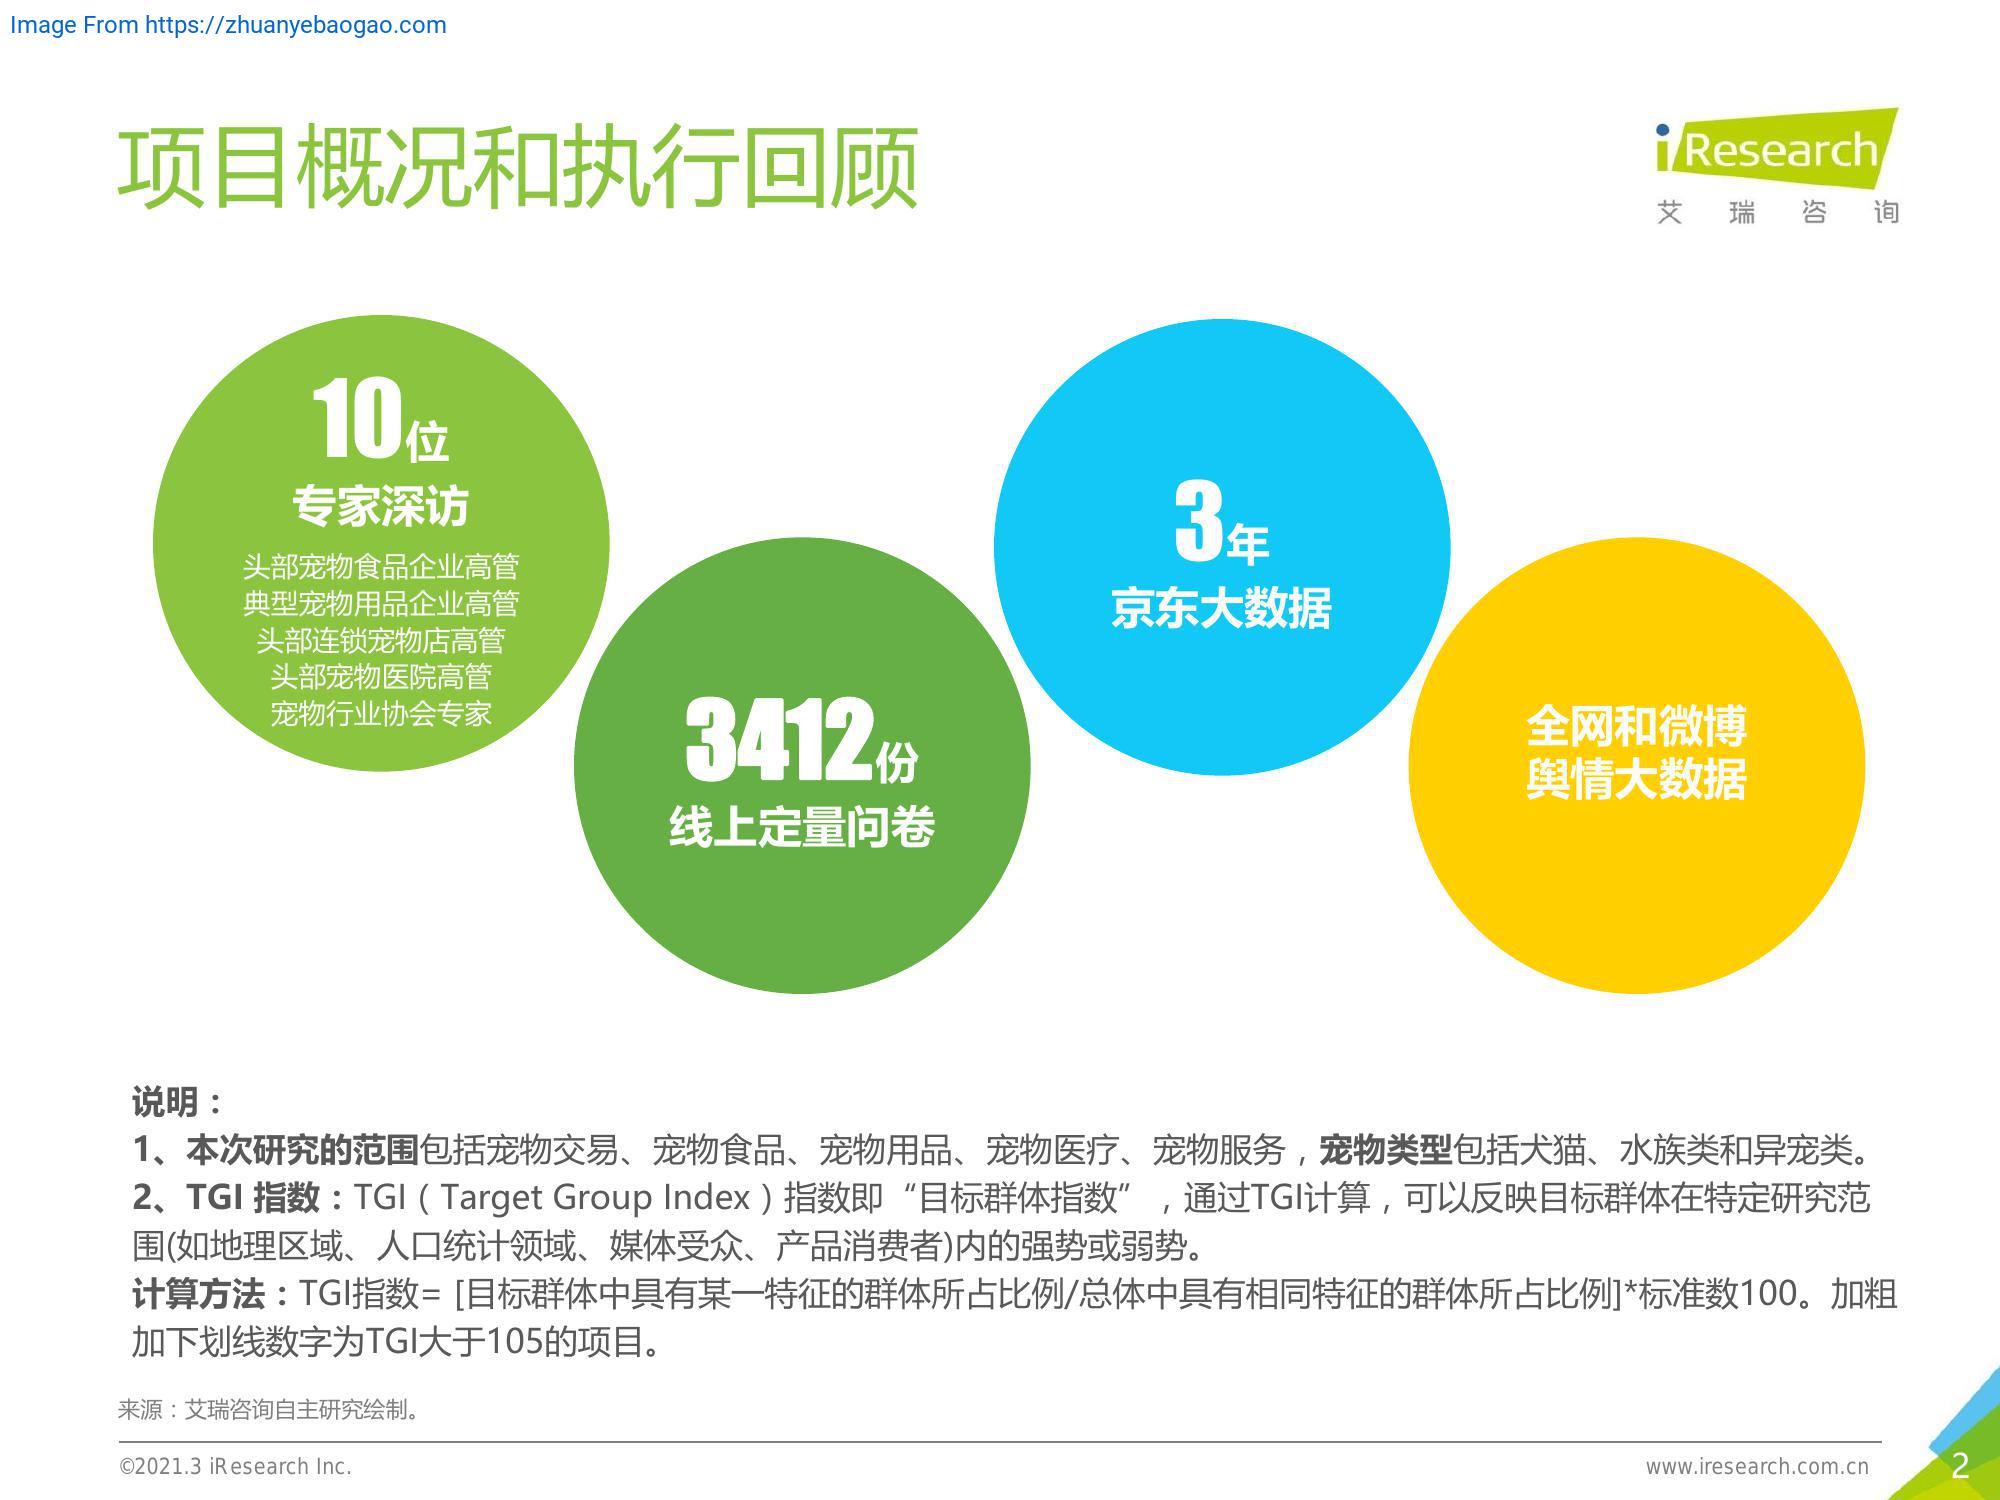 Image From https://zhuanyebaogao.com
项目概况和执行回顾
iResearch
艾瑞咨询
10位
专家深访
头部宠物食品企业高管
典型宠物用品企业高管
头部连锁宠物店高管
头部宠物医院高管
宠物行业协会专家
3412份
线上定量问卷
3年
京东大数据
全网和微博
舆情大数据
说明：
1、本次研究的范围包括宠物交易、宠物食品、宠物用品、宠物医疗、宠物服务，宠物类型包括犬猫、水族类和异宠类。
2、TGI 指数：TGI（Target Group Index）指数即“目标群体指数”，通过TGI计算，可以反映目标群体在特定研究范
围(如地理区域、人口统计领域、媒体受众、产品消费者)内的强势或弱势。
计算方法：TGI指数= [目标群体中具有某一特征的群体所占比例/总体中具有相同特征的群体所占比例]*标准数100。加粗
加下划线数字为TGI大于105的项目。
来源：艾瑞咨询自主研究绘制。
©2021.3 iResearch Inc.
www.iresearch.com.cn
2